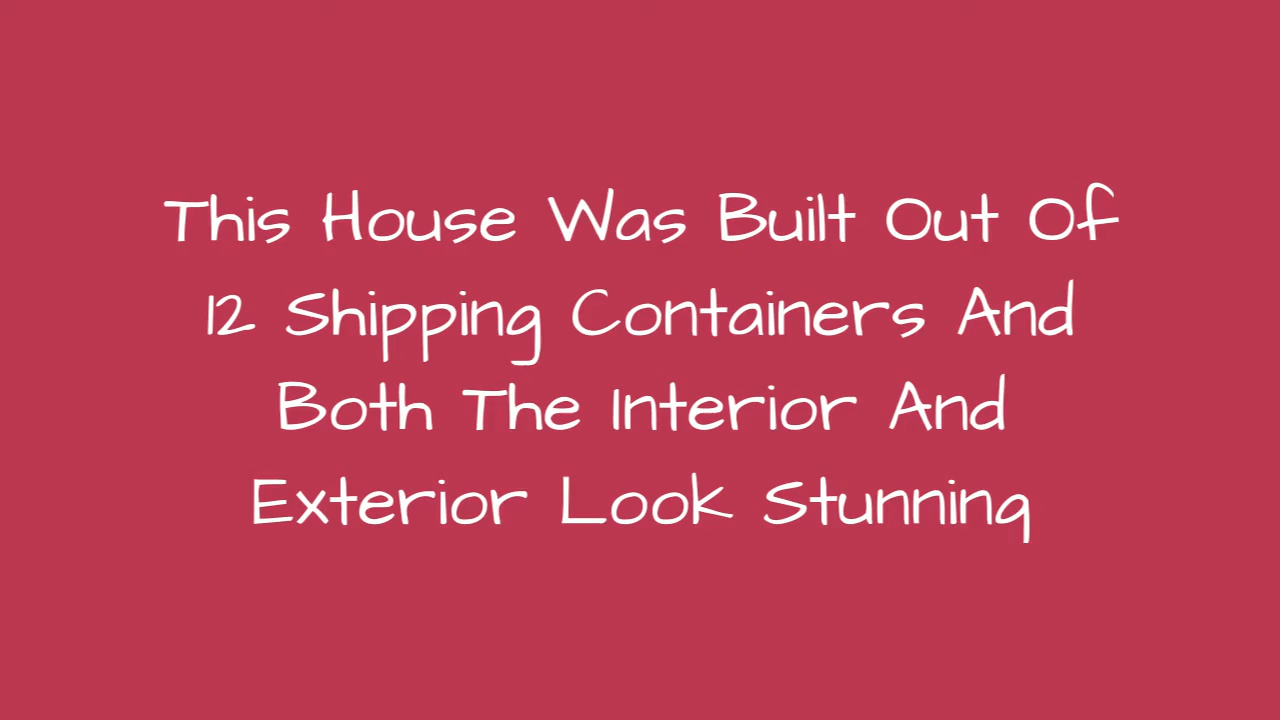 This House Was Built Out Of
12 Shipping Containers And
Both The Interior And
Exterior Look Stunning